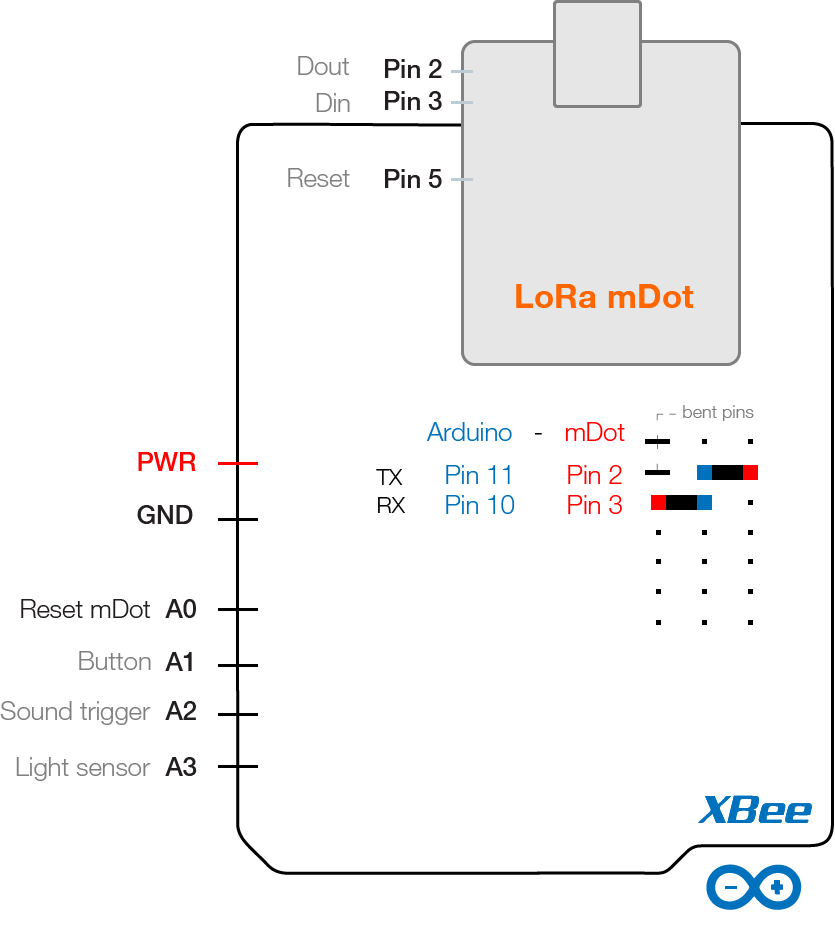 Dout Pin 2
Din Pin 3
Reset Pin 5
LoRa mDot
- bent pins
Arduino - mDot
TX Pin 11 Pin 2
RX Pin 10 Pin 3
PWR
GND
Reset mDot A0
Button A1
Sound trigger A2
Light sensor A3
XBee